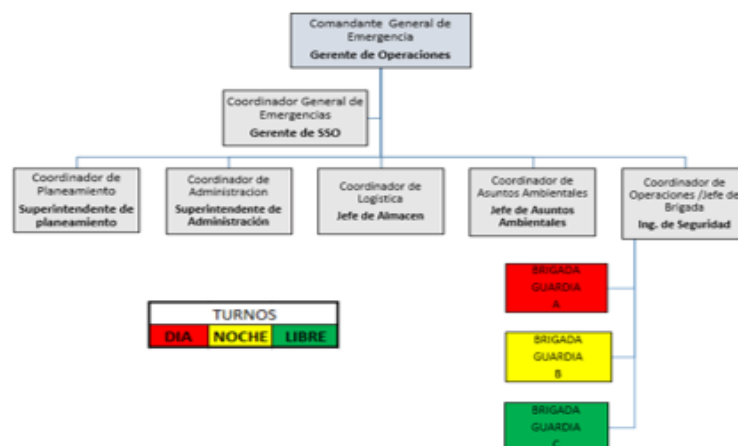 Comandante General de
Emergencia
Gerente de Operaciones
Coordinador General de
Emergencias
Gerente de SSO
Coordinador de
Planeamiento
Superintendente de
planeamiento
Coordinador de
Administracion
Superintendente de
Administración
Coordinador de
Logística
Jefe de Almacen
Coordinador de
Asuntos Ambientales
Jefe de Asuntos
Ambientales
Coordinador de
Operaciones /Jefe de
Brigada
Ing. de Seguridad
BRIGADA
GUARDIA
A
TURNOS
DIA NOCHE LIBRE
BRIGADA
GUARDIA
B
BRIGADA
GUARDIA
C